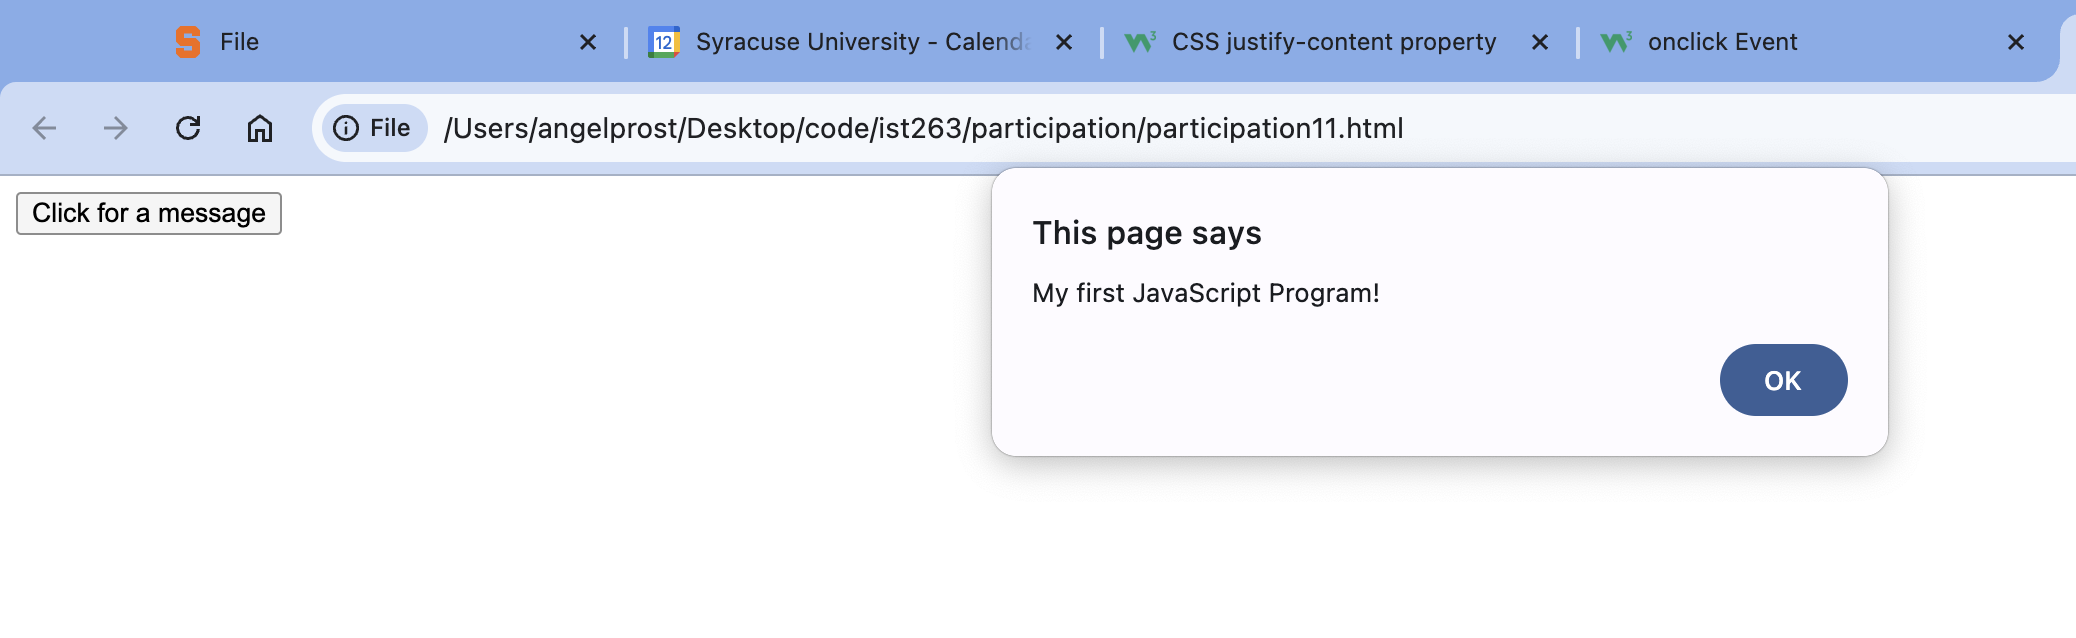 File
12 Syracuse University - Calend
CSS justify-content property
onclick Event
File /Users/angelprost/Desktop/code/ist263/participation/participation11.html
Click for a message
This page says
My first JavaScript Program!
OK